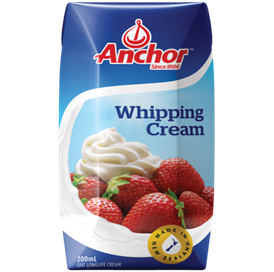 Anchor
Since 1886
Whipping
Cream
MADE IN
NEW ZEALAND
200ml
UHT LONGLIFE CREAM